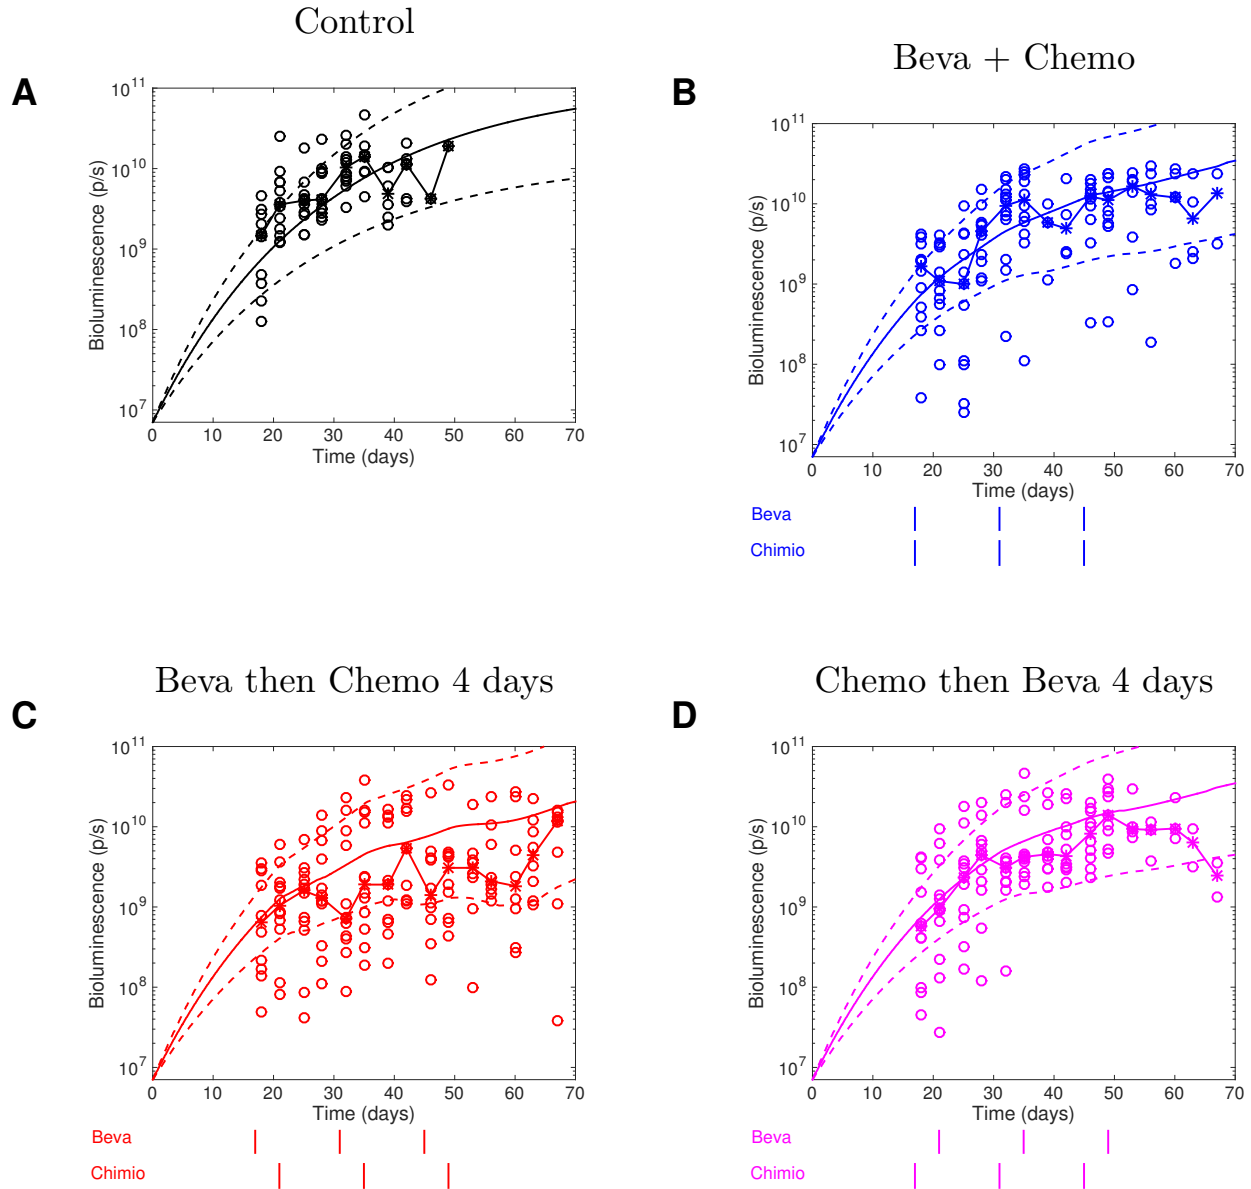 Control
A
10^11
10^10
10^9
10^8
10^7
Bioluminescence (p/s)
0 10 20 30 40 50 60 70
Time (days)
Beva + Chemo
B
10^11
10^10
10^9
10^8
10^7
Bioluminescence (p/s)
0 10 20 30 40 50 60 70
Time (days)
Beva
Chimio
Beva then Chemo 4 days
C
10^11
10^10
10^9
10^8
10^7
Bioluminescence (p/s)
0 10 20 30 40 50 60 70
Time (days)
Beva
Chimio
Chemo then Beva 4 days
D
10^11
10^10
10^9
10^8
10^7
Bioluminescence (p/s)
0 10 20 30 40 50 60 70
Time (days)
Beva
Chimio